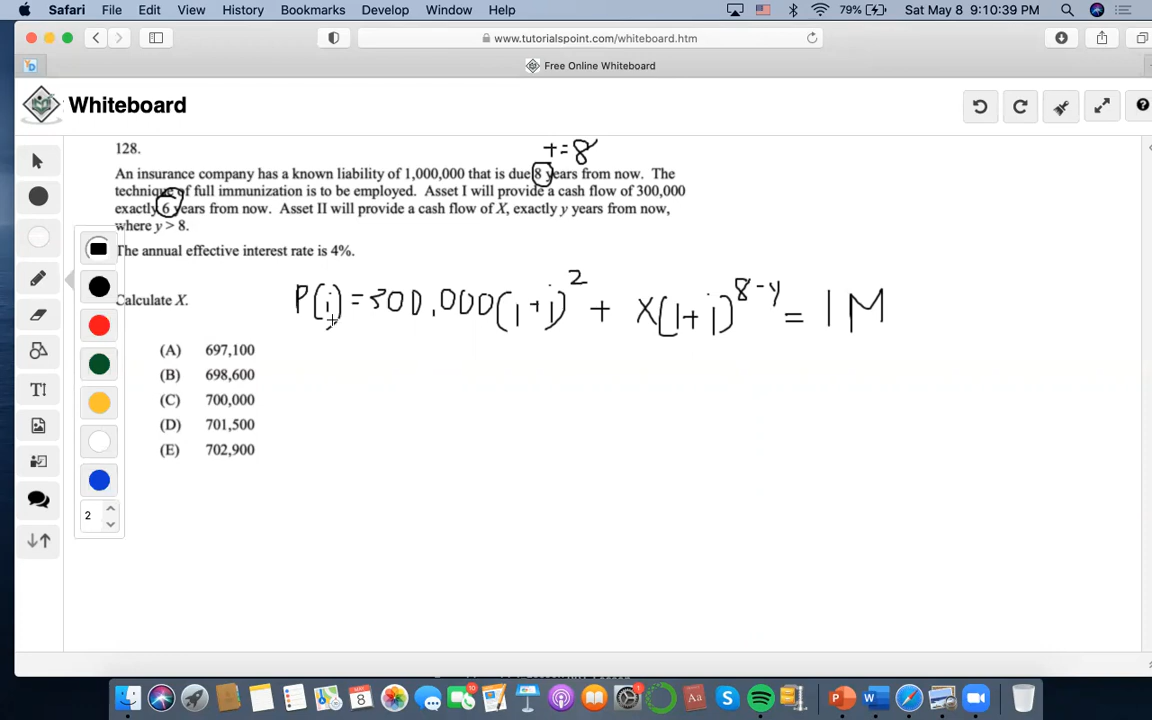 Safari File Edit View History Bookmarks Develop Window Help 79% Sat May 8 9:10:39 PM
www.tutorialspoint.com/whiteboard.htm
Free Online Whiteboard
Whiteboard
128.
t=8
An insurance company has a known liability of 1,000,000 that is due 8 years from now. The
technique of full immunization is to be employed. Asset I will provide a cash flow of 300,000
exactly 6 years from now. Asset II will provide a cash flow of X, exactly y years from now,
where y > 8.
The annual effective interest rate is 4%.
P(i) = 300,000(1+i)^2 + X(1+i)^8-y = 1M
Calculate X.
(A) 697,100
(B) 698,600
(C) 700,000
(D) 701,500
(E) 702,900
2